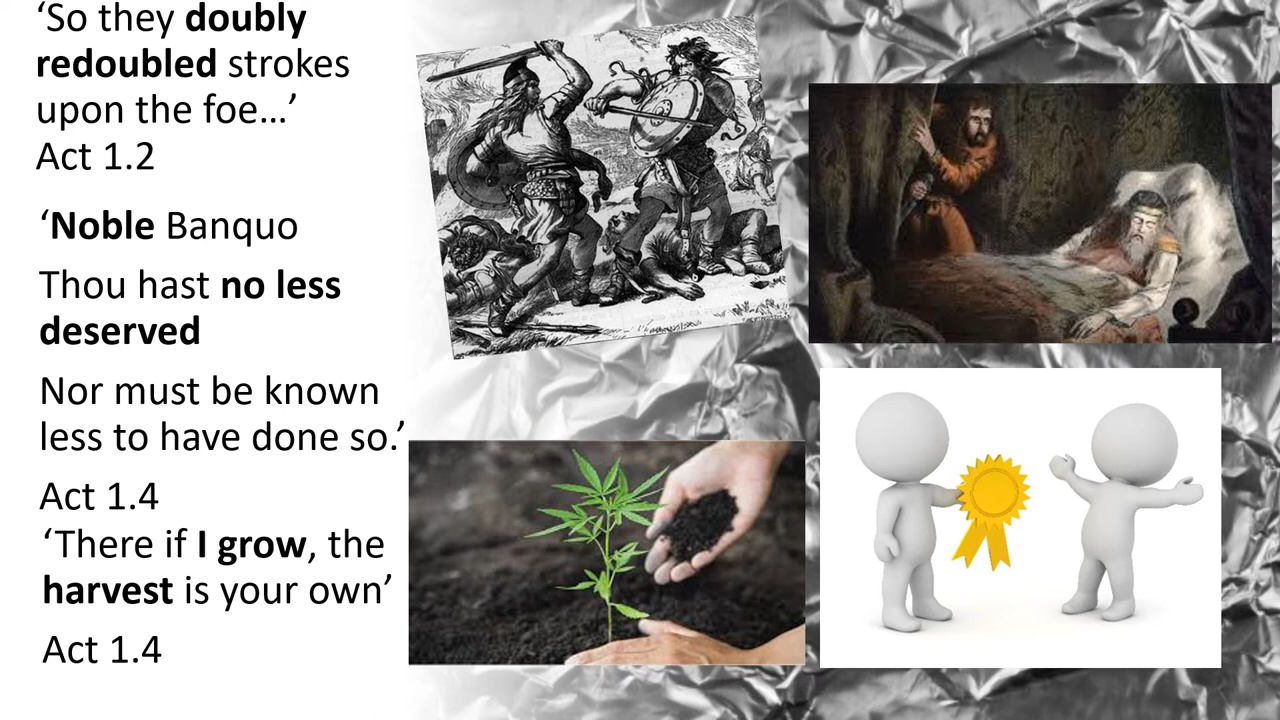 ‘So they doubly
redoubled strokes
upon the foe…’
Act 1.2
‘Noble Banquo
Thou hast no less
deserved
Nor must be known
less to have done so.’
Act 1.4
‘There if I grow, the
harvest is your own’
Act 1.4